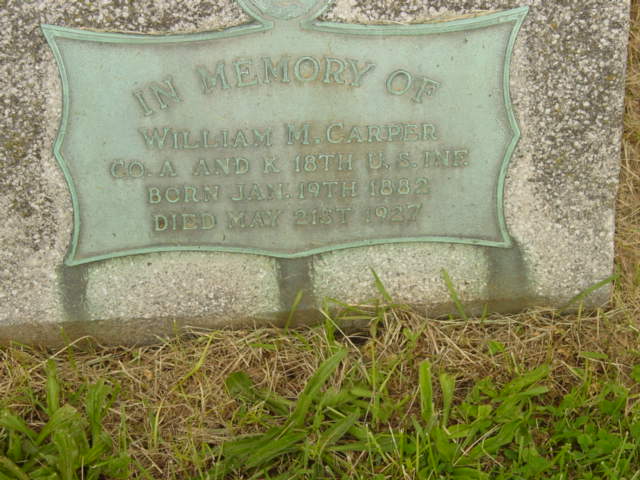 IN MEMORY OF
WILLIAM M. CARPER
CO. A AND K 18TH U. S. INF
BORN JAN. 19TH 1882
DIED MAY 21ST 1927